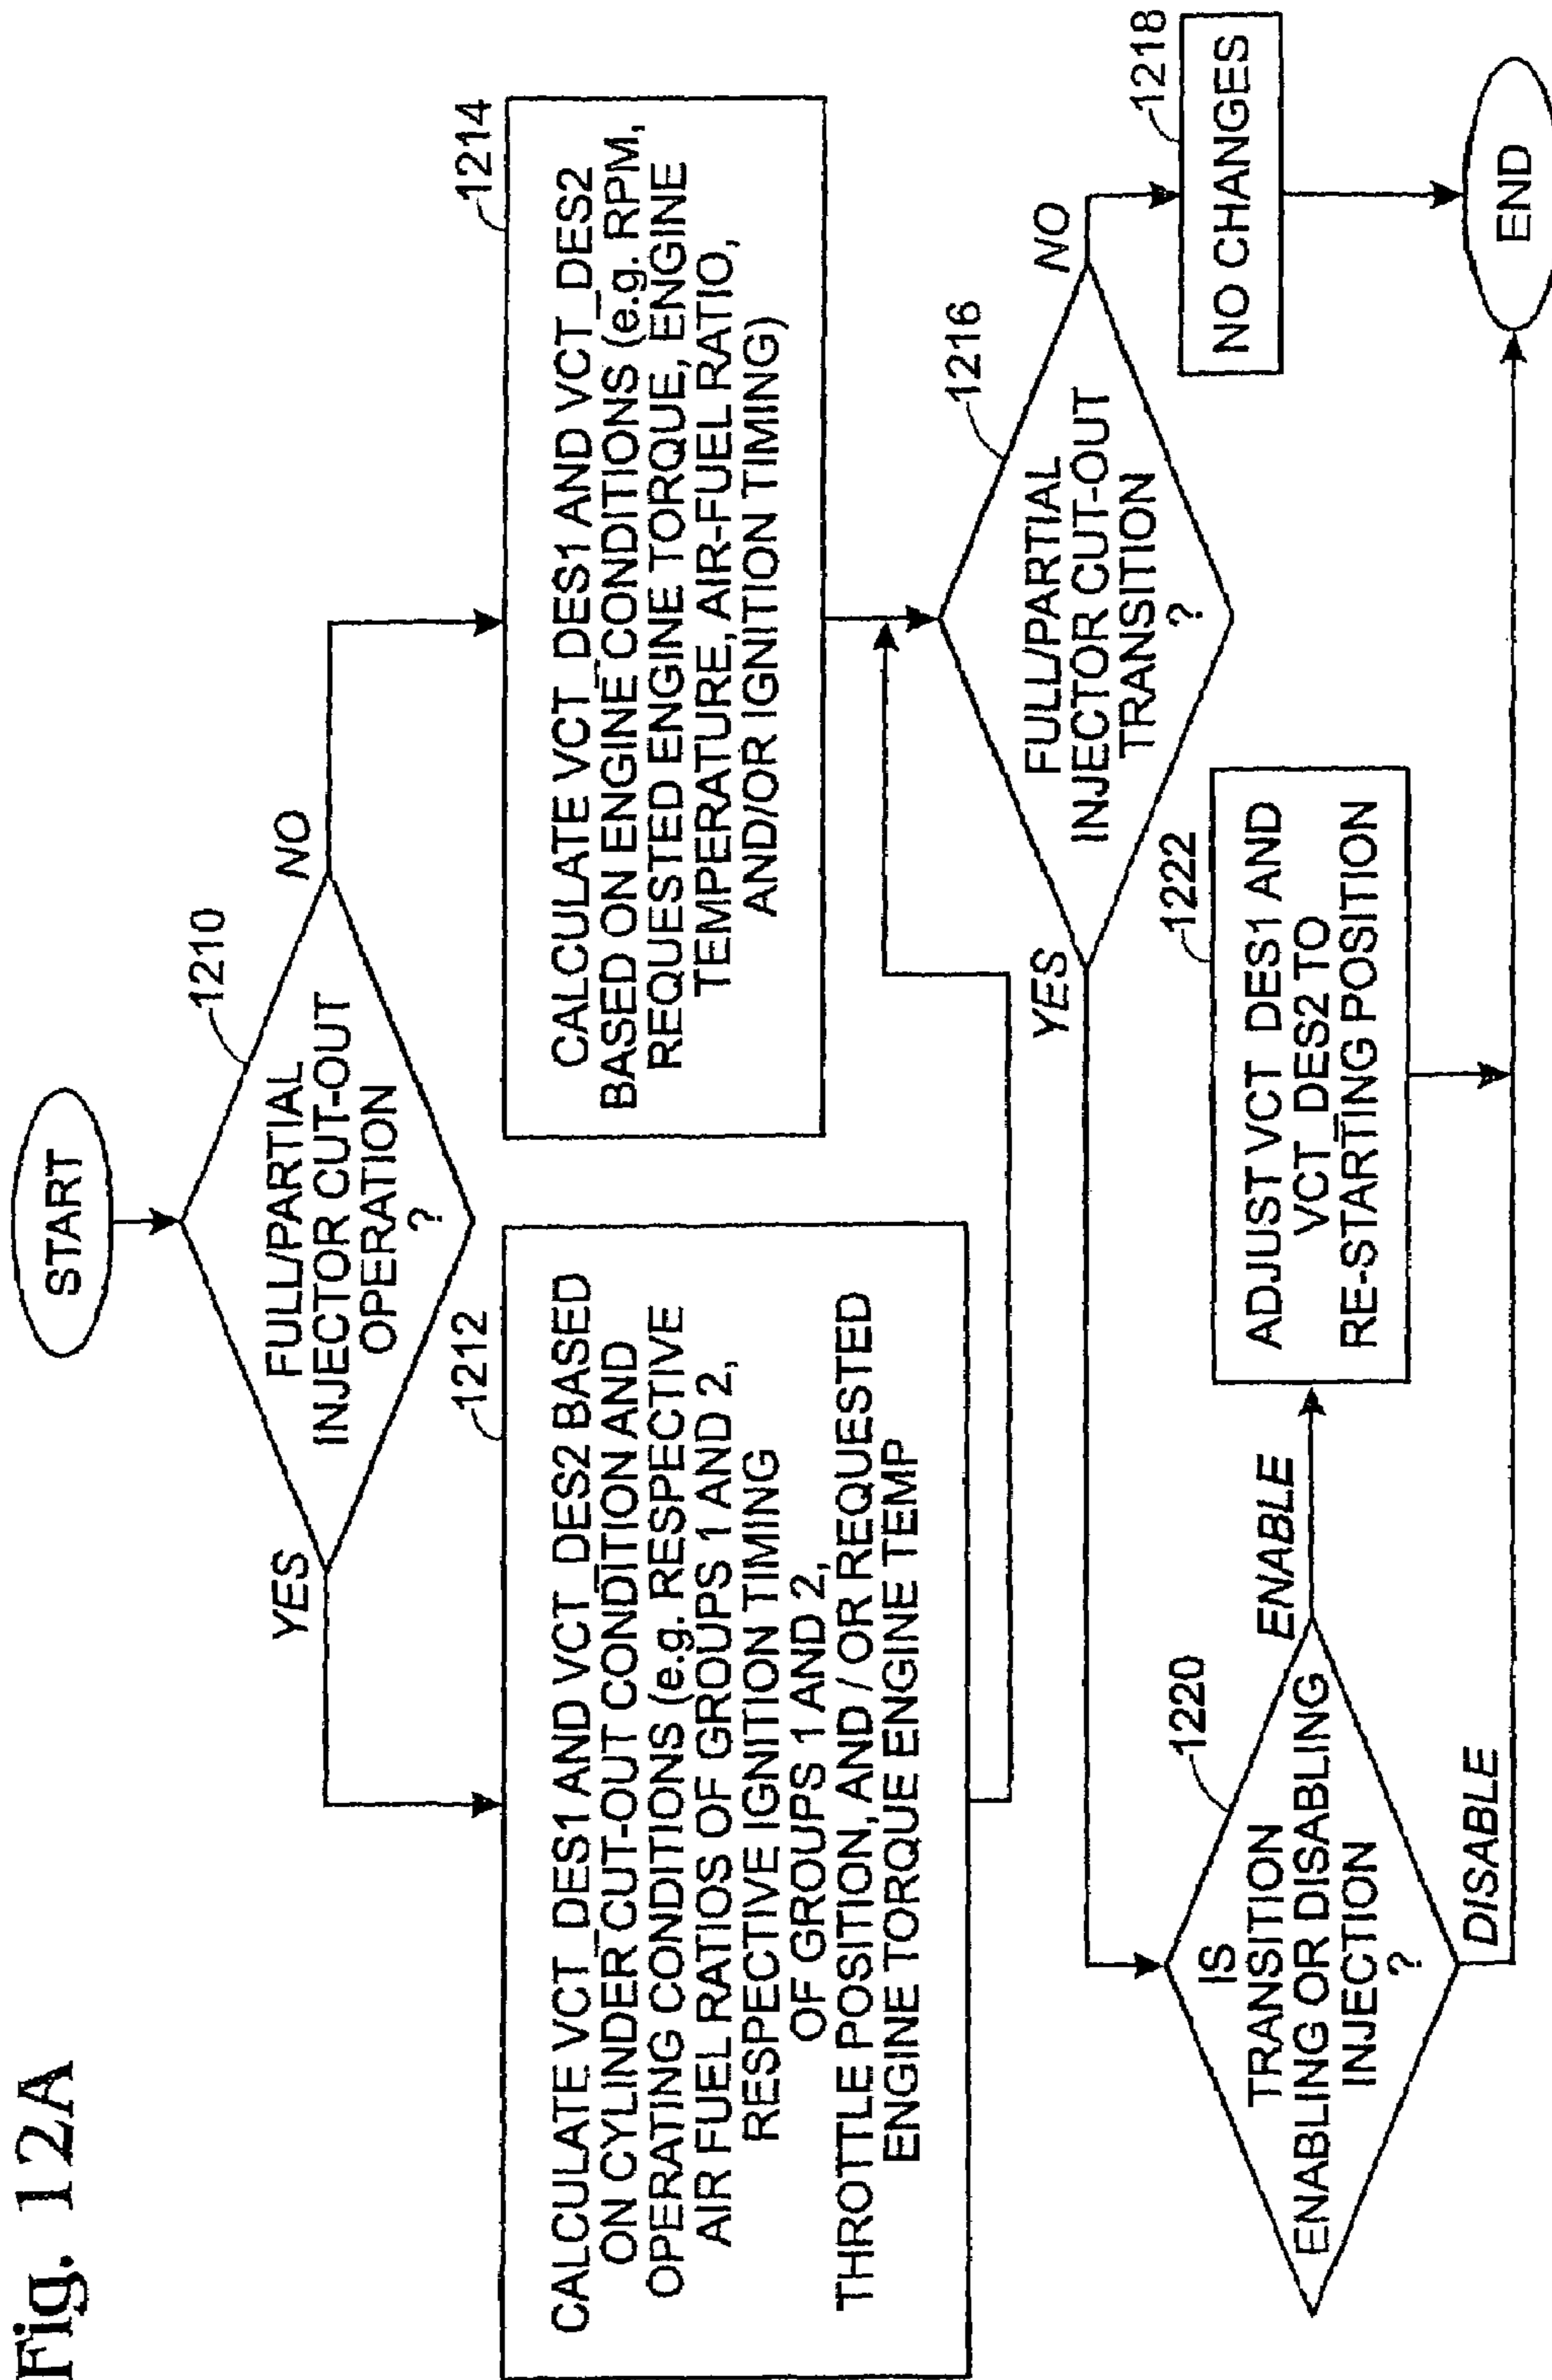 Fig. 12A
START
FULL/PARTIAL
INJECTOR CUT-OUT
OPERATION
?
1210
YES
NO
1212
CALCULATE VCT_DES1 AND VCT_DES2 BASED
ON CYLINDER CUT-OUT CONDITION AND
OPERATING CONDITIONS (e.g. RESPECTIVE
AIR FUEL RATIOS OF GROUPS 1 AND 2,
RESPECTIVE IGNITION TIMING
OF GROUPS 1 AND 2,
THROTTLE POSITION, AND / OR REQUESTED
ENGINE TORQUE ENGINE TEMP
1214
CALCULATE VCT_DES1 AND VCT_DES2
BASED ON ENGINE CONDITIONS (e.g. RPM,
REQUESTED ENGINE TORQUE, ENGINE
TEMPERATURE, AIR-FUEL RATIO,
AND/OR IGNITION TIMING)
1216
FULL/PARTIAL
INJECTOR CUT-OUT
TRANSITION
?
YES
NO
1218
NO CHANGES
1220
IS
TRANSITION
ENABLING OR DISABLING
INJECTION
?
ENABLE
DISABLE
1222
ADJUST VCT_DES1 AND
VCT_DES2 TO
RE-STARTING POSITION
END